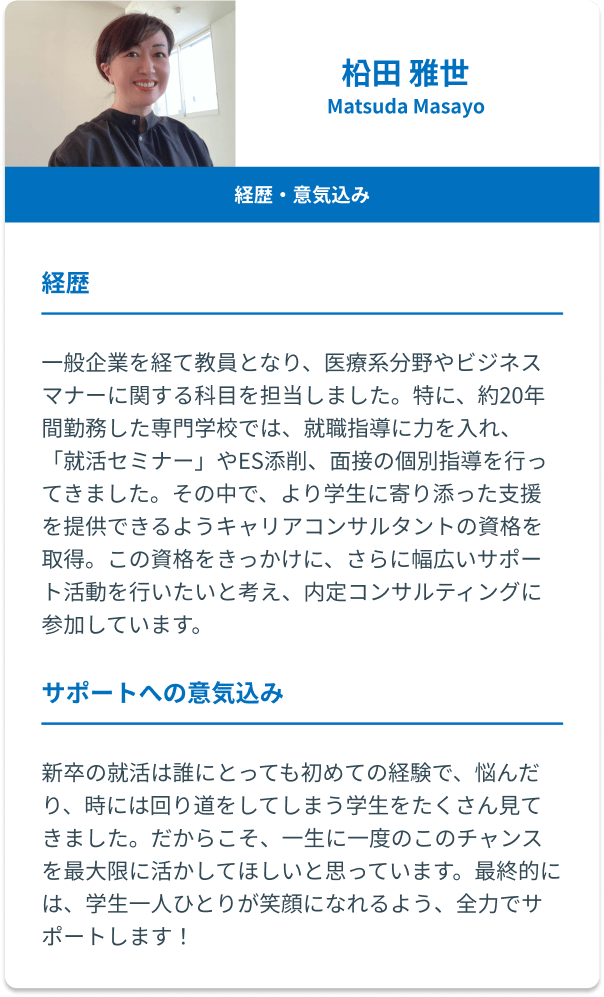 枱田 雅世
Matsuda Masayo
経歴・意気込み
経歴
一般企業を経て教員となり、医療系分野やビジネス
マナーに関する科目を担当しました。特に、約20年
間勤務した専門学校では、就職指導に力を入れ、
「就活セミナー」やES添削、面接の個別指導を行っ
てきました。その中で、より学生に寄り添った支援
を提供できるようキャリアコンサルタントの資格を
取得。この資格をきっかけに、さらに幅広いサポー
ト活動を行いたいと考え、内定コンサルティングに
参加しています。
サポートへの意気込み
新卒の就活は誰にとっても初めての経験で、悩んだ
り、時には回り道をしてしまう学生をたくさん見て
きました。だからこそ、一生に一度のこのチャンス
を最大限に活かしてほしいと思っています。最終的に
は、学生一人ひとりが笑顔になれるよう、全力でサ
ポートします！